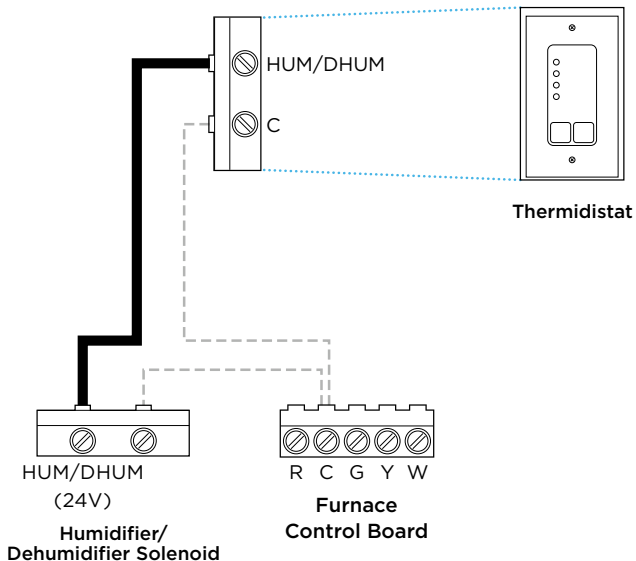 HUM/DHUM
C
Thermidistat
HUM/DHUM
(24V)
Humidifier/
Dehumidifier Solenoid
R C G Y W
Furnace
Control Board